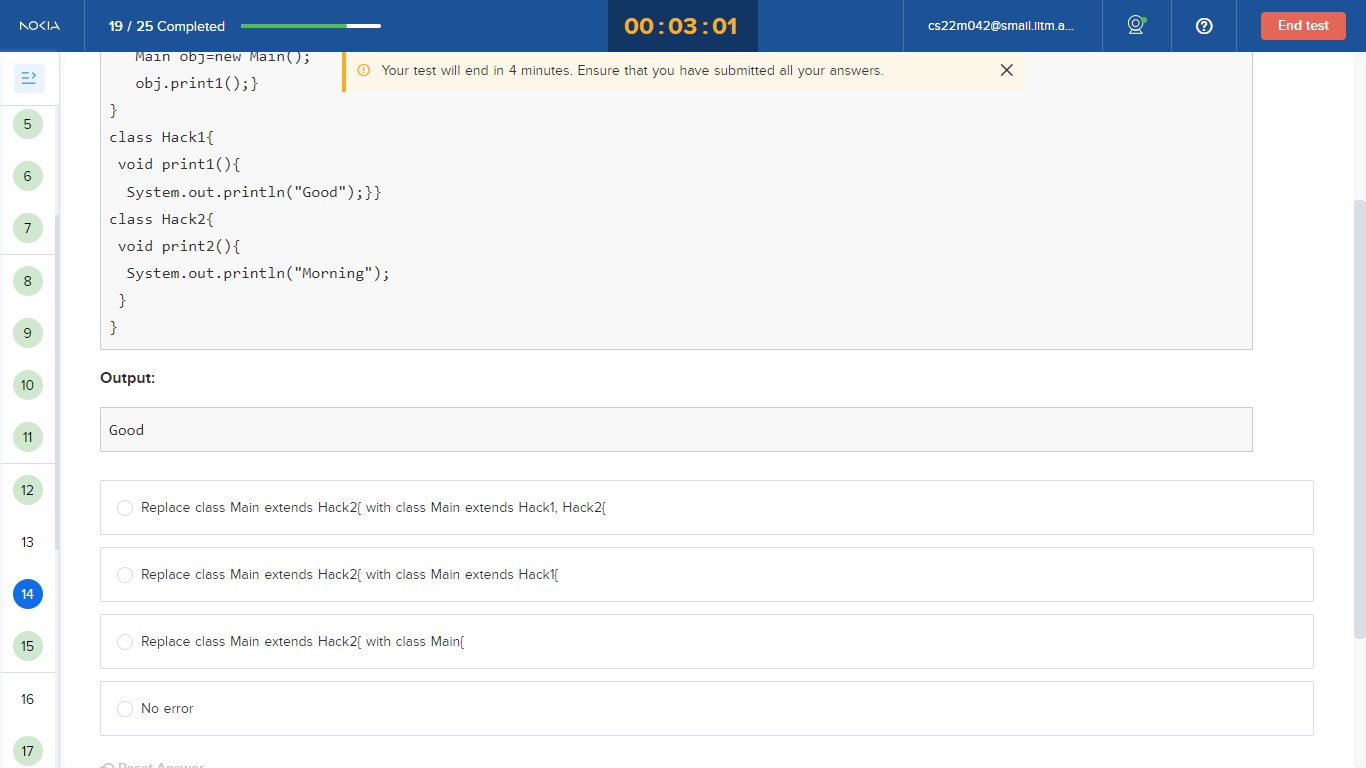 NOKIA
19 / 25 Completed
00 : 03 : 01
cs22m042@smail.iitm.a...
End test
Main obj=new Main();
Your test will end in 4 minutes. Ensure that you have submitted all your answers.
obj.print1();}
}
class Hack1{
void print1(){
System.out.println("Good");}}
class Hack2{
void print2(){
System.out.println("Morning");
}
}
Output:
Good
Replace class Main extends Hack2{ with class Main extends Hack1, Hack2{
Replace class Main extends Hack2{ with class Main extends Hack1{
Replace class Main extends Hack2{ with class Main{
No error
Reset Answer
5
6
7
8
9
10
11
12
13
14
15
16
17